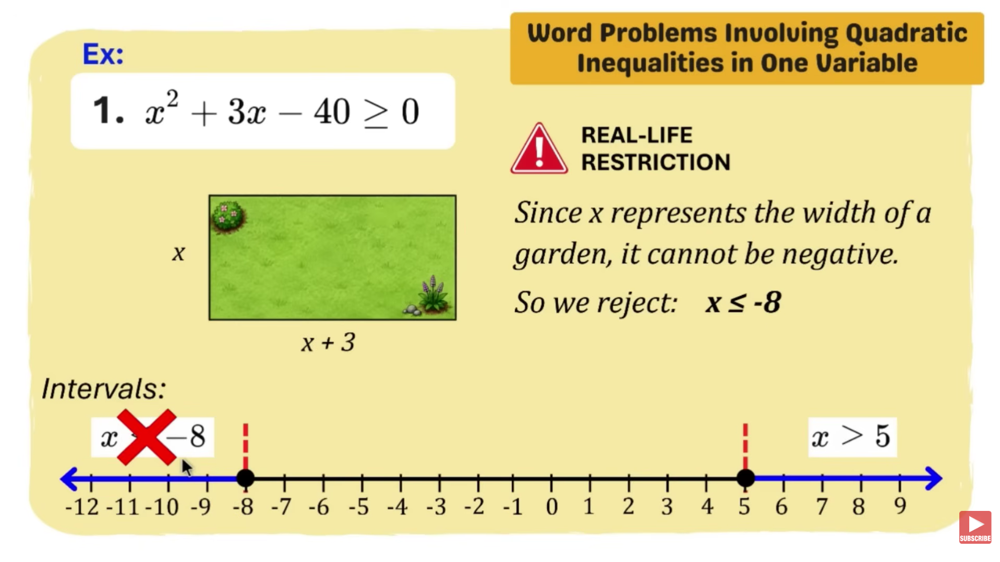 Word Problems Involving Quadratic
Inequalities in One Variable
Ex:
1. x² + 3x − 40 ≥ 0
REAL-LIFE
RESTRICTION
Since x represents the width of a
garden, it cannot be negative.
So we reject: x ≤ -8
x
x + 3
Intervals:
x −8
x > 5
-12 -11 -10 -9 -8 -7 -6 -5 -4 -3 -2 -1 0 1 2 3 4 5 6 7 8 9
SUBSCRIBE